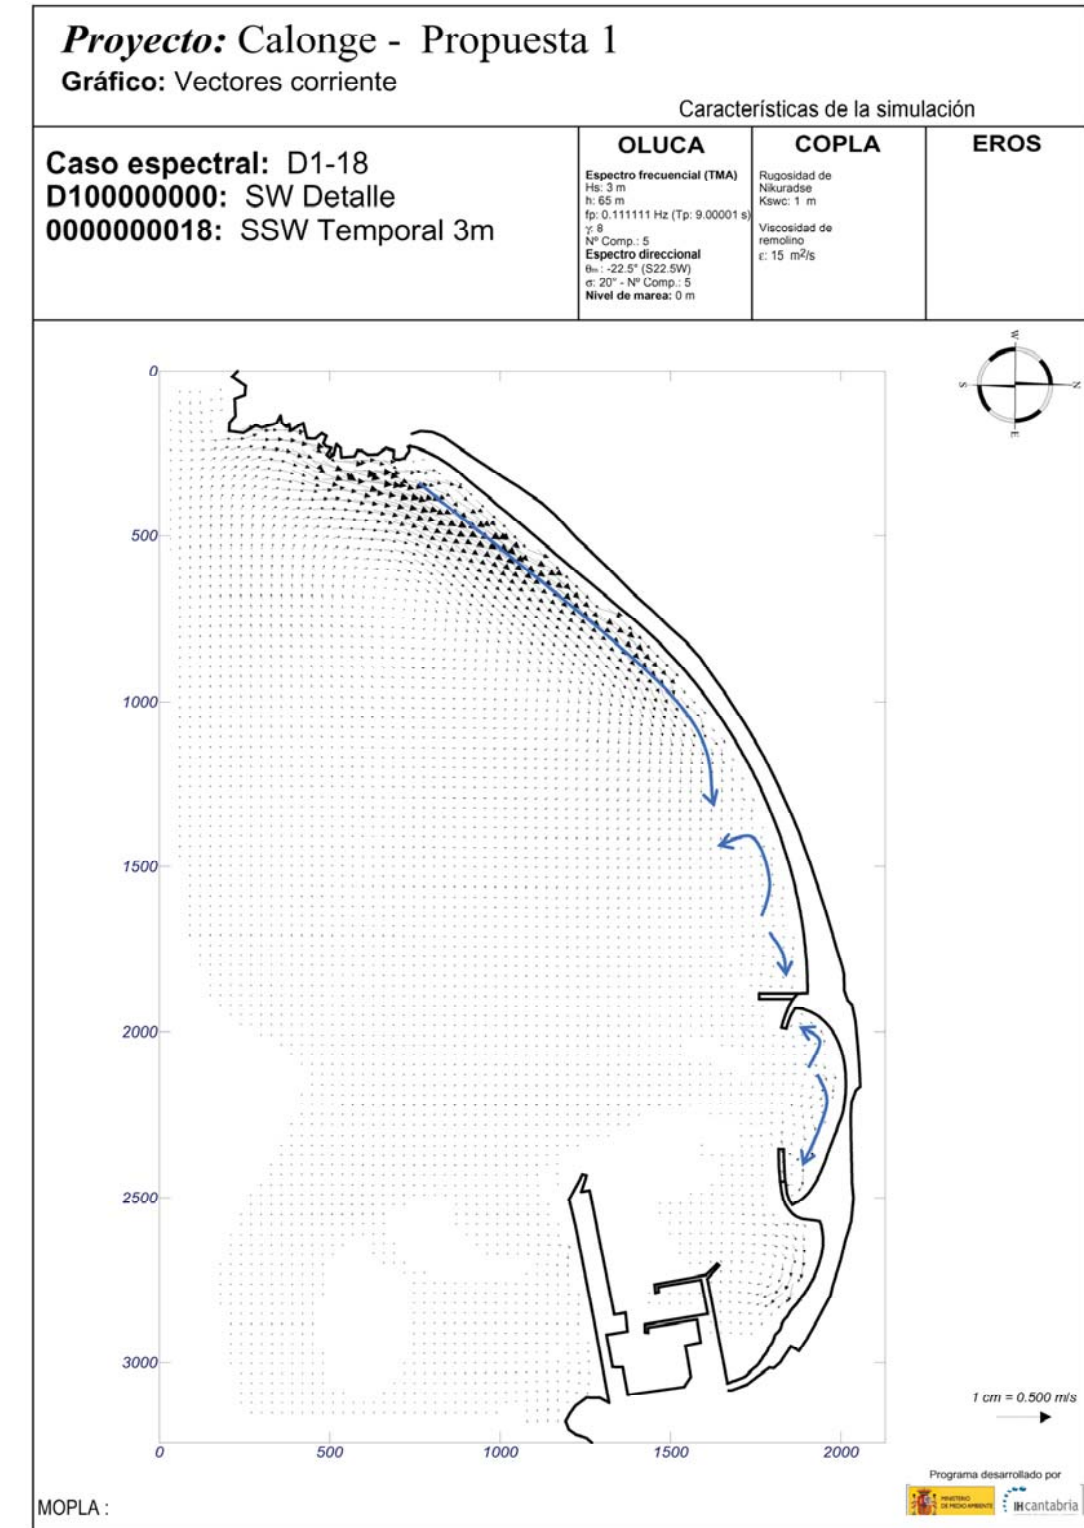 Proyecto: Calonge - Propuesta 1
Gráfico: Vectores corriente
Características de la simulación
Caso espectral: D1-18
D100000000: SW Detalle
0000000018: SSW Temporal 3m
OLUCA
Espectro frecuencial (TMA)
Hs: 3 m
h: 65 m
fp: 0.111111 Hz (Tp: 9.00001 s)
γ: 8
Nº Comp.: 5
Espectro direccional
θm : -22.5° (S22.5W)
σ: 20° - Nº Comp.: 5
Nivel de marea: 0 m
COPLA
Rugosidad de
Nikuradse
Kswc: 1 m
Viscosidad de
remolino
ε: 15 m²/s
EROS
W
S
N
E
0
500
1000
1500
2000
2500
3000
0
500
1000
1500
2000
1 cm = 0.500 m/s
Programa desarrollado por
MINISTERIO
DE MEDIO AMBIENTE
IHcantabria
MOPLA :